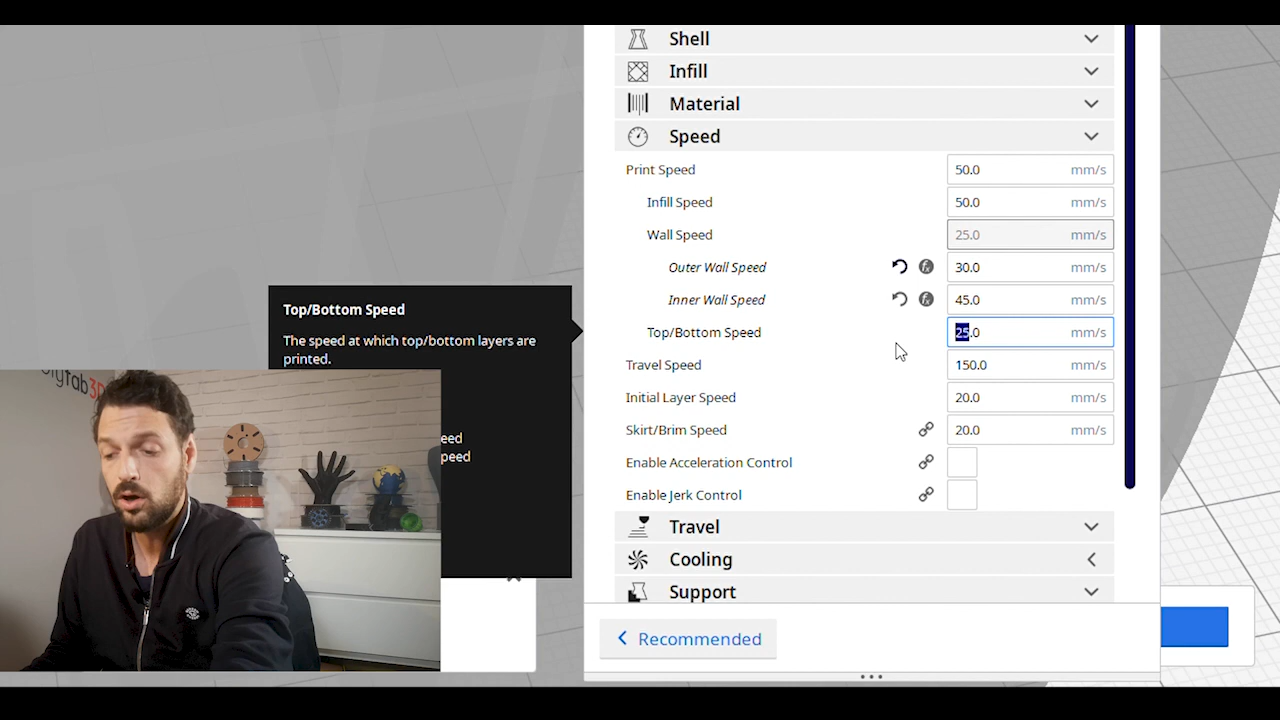 Shell
Infill
Material
Speed
Print Speed 50.0 mm/s
Infill Speed 50.0 mm/s
Wall Speed 25.0 mm/s
Outer Wall Speed fx 30.0 mm/s
Inner Wall Speed fx 45.0 mm/s
Top/Bottom Speed 25.0 mm/s
Travel Speed 150.0 mm/s
Initial Layer Speed 20.0 mm/s
Skirt/Brim Speed 20.0 mm/s
Enable Acceleration Control
Enable Jerk Control
Travel
Cooling
Support
Recommended
Top/Bottom Speed
The speed at which top/bottom layers are
printed.
eed
peed